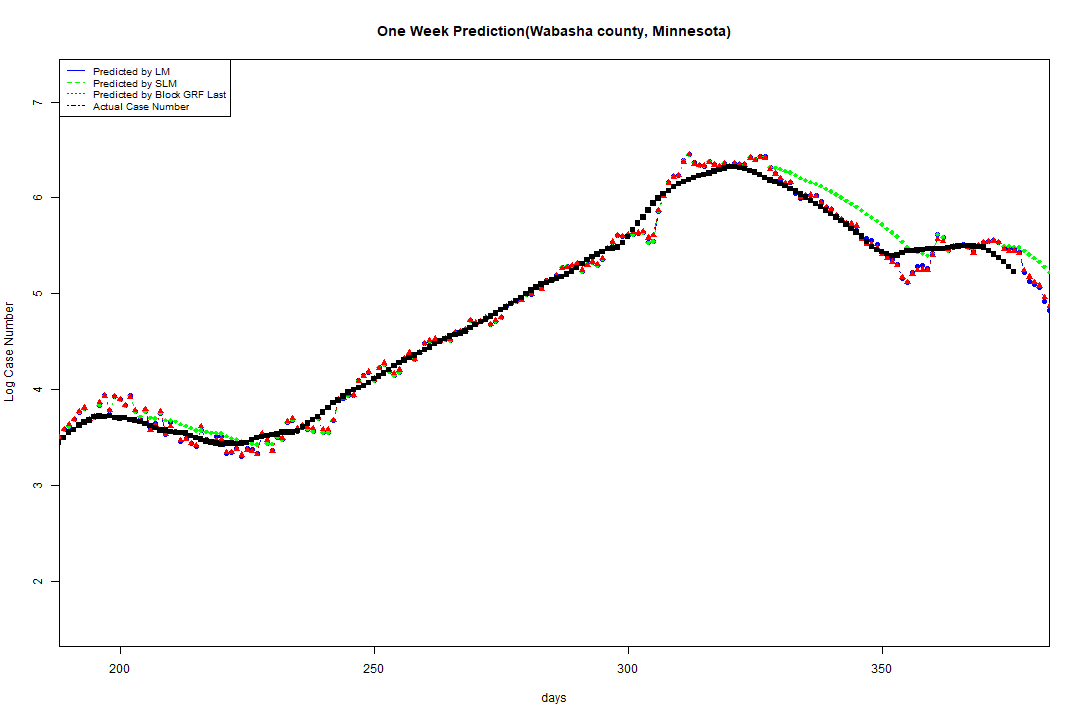 One Week Prediction(Wabasha county, Minnesota)
Predicted by LM
Predicted by SLM
Predicted by Block GRF Last
Actual Case Number
7
6
5
4
3
2
Log Case Number
200
250
300
350
days